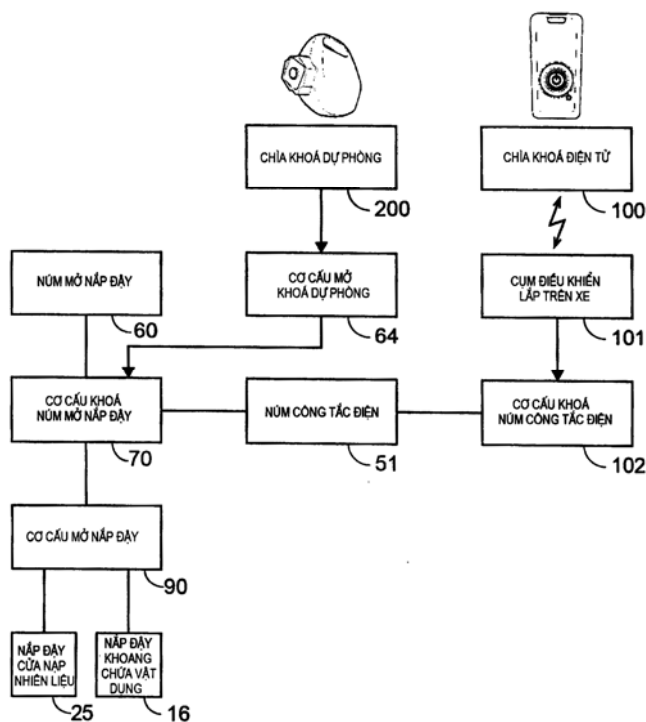 CHÌA KHOÁ DỰ PHÒNG
200
CHÌA KHOÁ ĐIỆN TỬ
100
NÚM MỞ NẮP ĐẬY
60
CƠ CẤU MỞ
KHOÁ DỰ PHÒNG
64
CỤM ĐIỀU KHIỂN
LẮP TRÊN XE
101
CƠ CẤU KHOÁ
NÚM MỞ NẮP ĐẬY
70
NÚM CÔNG TẮC ĐIỆN
51
CƠ CẤU KHOÁ
NÚM CÔNG TẮC ĐIỆN
102
CƠ CẤU MỞ NẮP ĐẬY
90
NẮP ĐẬY
CỬA NẠP
NHIÊN LIỆU
25
NẮP ĐẬY
KHOANG
CHỨA VẬT
DỤNG
16